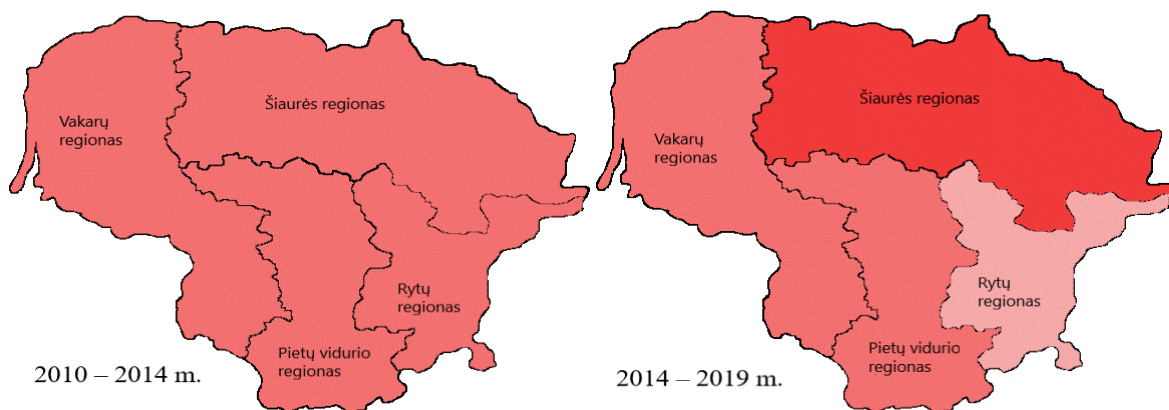 Šiaurės regionas
Vakarų
regionas
Rytų
regionas
Pietų vidurio
regionas
2010 – 2014 m.
Šiaurės regionas
Vakarų
regionas
Rytų
regionas
Pietų vidurio
regionas
2014 – 2019 m.